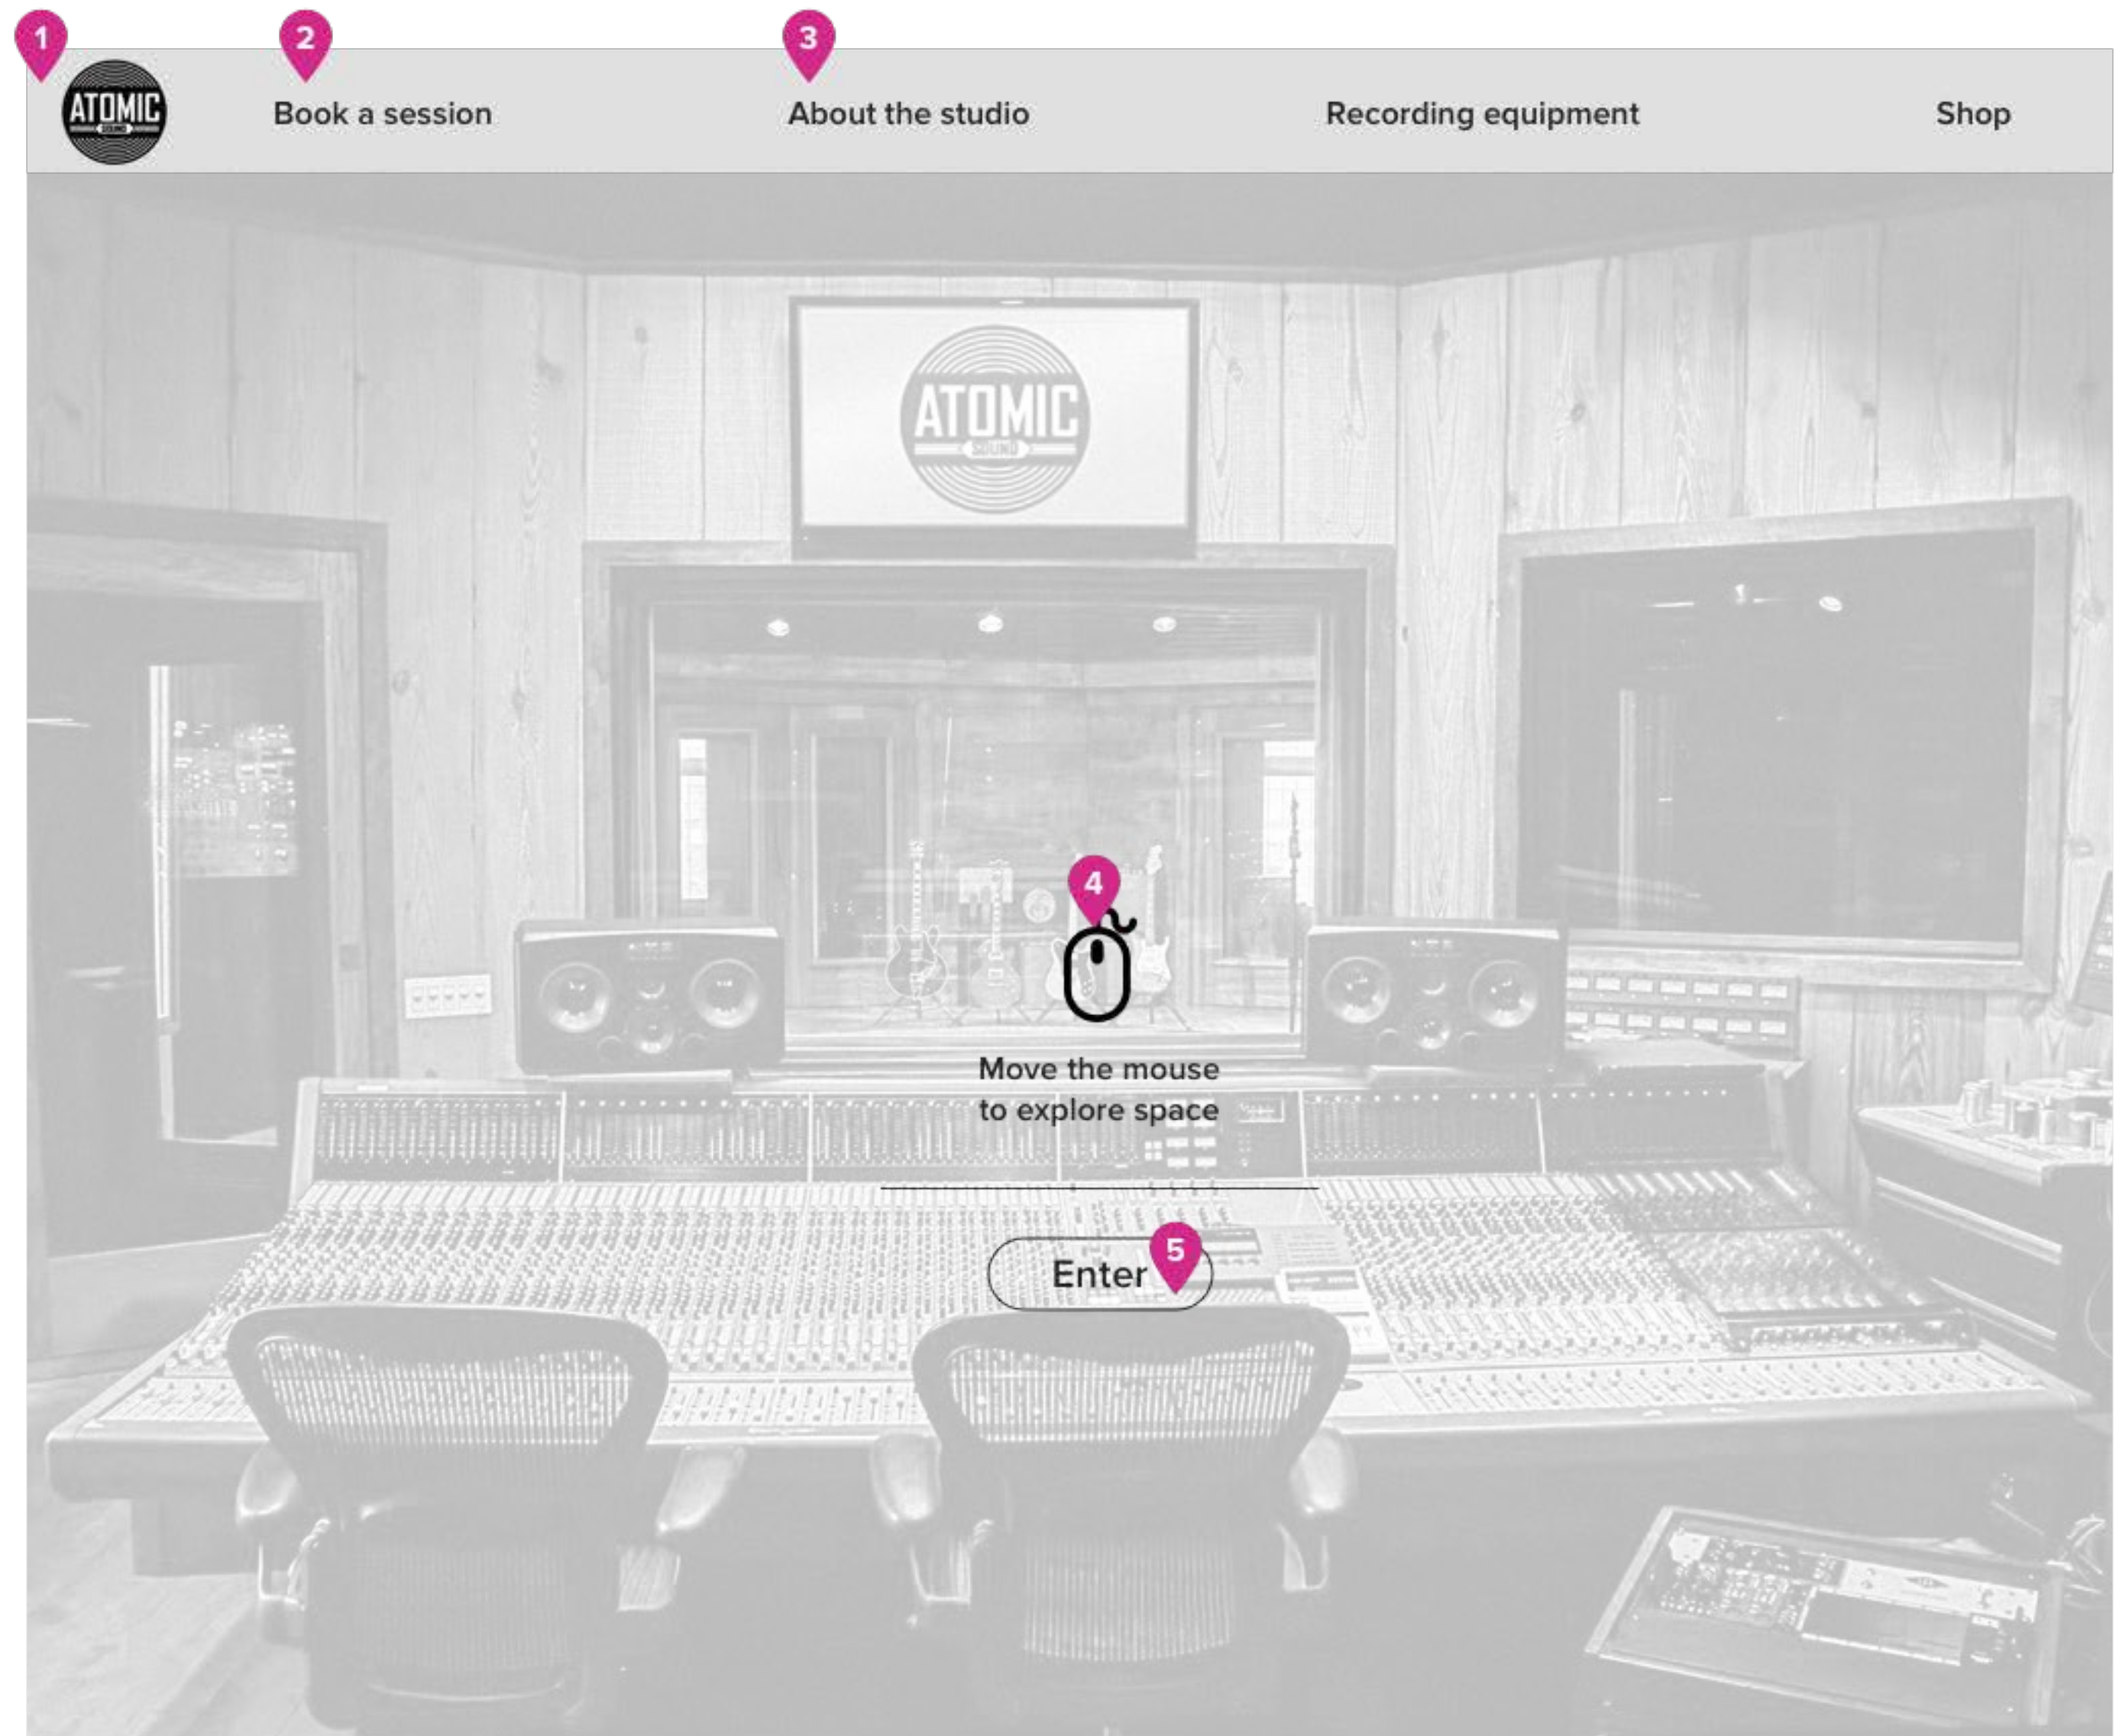 1
2
3
ATOMIC
SOUND
Book a session
About the studio
Recording equipment
Shop
ATOMIC
SOUND
4
Move the mouse
to explore space
Enter
5